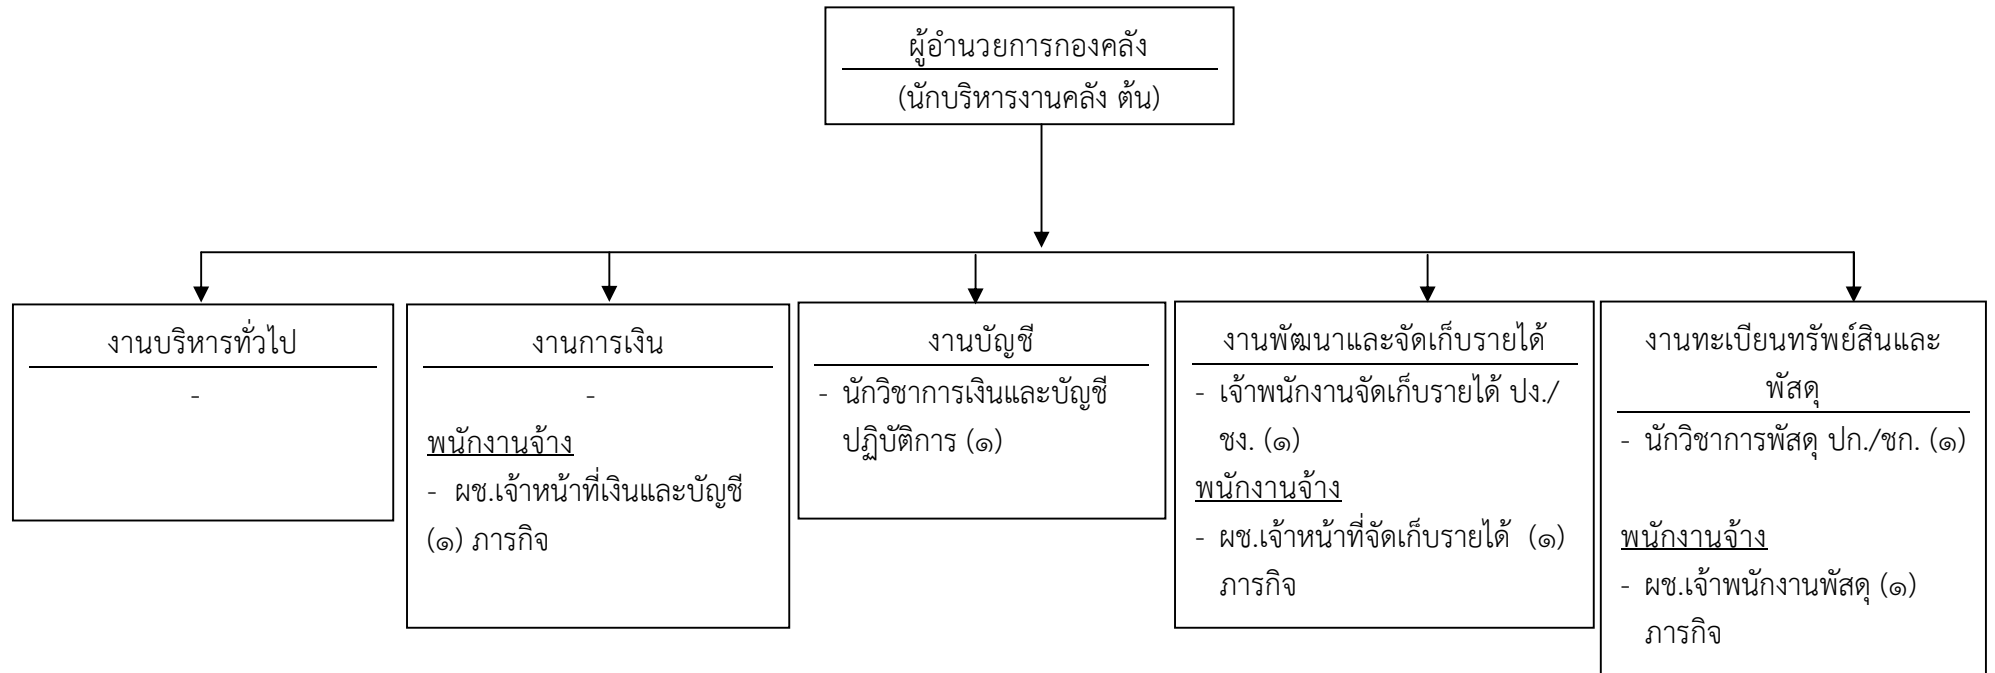 ผู้อำนวยการกองคลัง
(นักบริหารงานคลัง ต้น)
งานบริหารทั่วไป
-
งานการเงิน
-
พนักงานจ้าง
- ผช.เจ้าหน้าที่เงินและบัญชี
(๑) ภารกิจ
งานบัญชี
- นักวิชาการเงินและบัญชี
ปฏิบัติการ (๑)
งานพัฒนาและจัดเก็บรายได้
- เจ้าพนักงานจัดเก็บรายได้ ปง./
ชง. (๑)
พนักงานจ้าง
- ผช.เจ้าหน้าที่จัดเก็บรายได้ (๑)
ภารกิจ
งานทะเบียนทรัพย์สินและ
พัสดุ
- นักวิชาการพัสดุ ปก./ชก. (๑)
พนักงานจ้าง
- ผช.เจ้าพนักงานพัสดุ (๑)
ภารกิจ